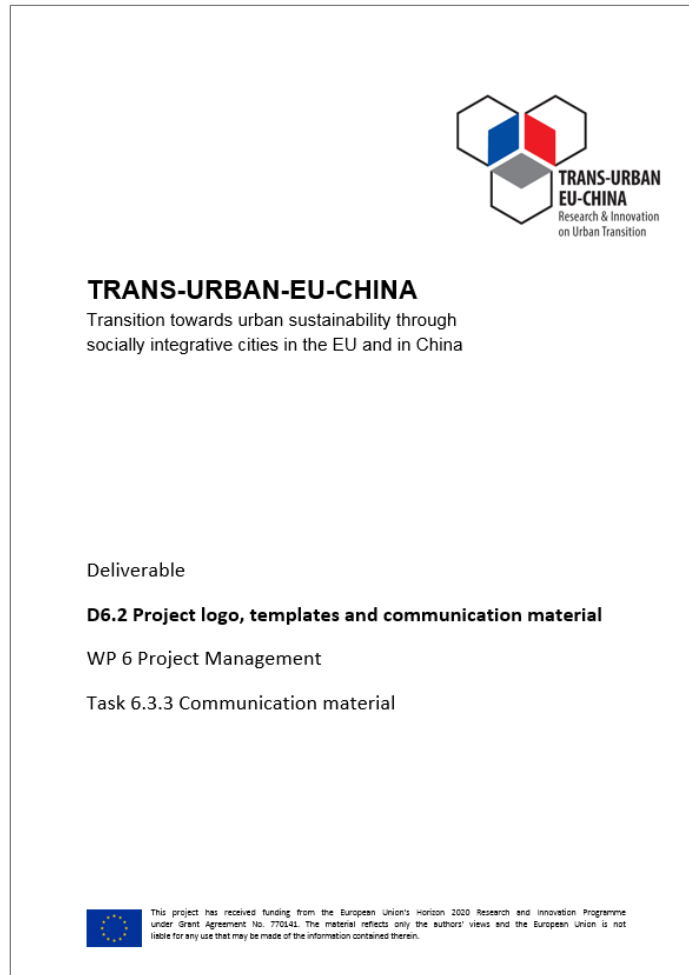 TRANS-URBAN
EU-CHINA
Research & Innovation
on Urban Transition
TRANS-URBAN-EU-CHINA
Transition towards urban sustainability through
socially integrative cities in the EU and in China
Deliverable
D6.2 Project logo, templates and communication material
WP 6 Project Management
Task 6.3.3 Communication material
This project has received funding from the European Union's Horizon 2020 Research and Innovation Programme
under Grant Agreement No. 770141. The material reflects only the authors' views and the European Union is not
liable for any use that may be made of the information contained therein.